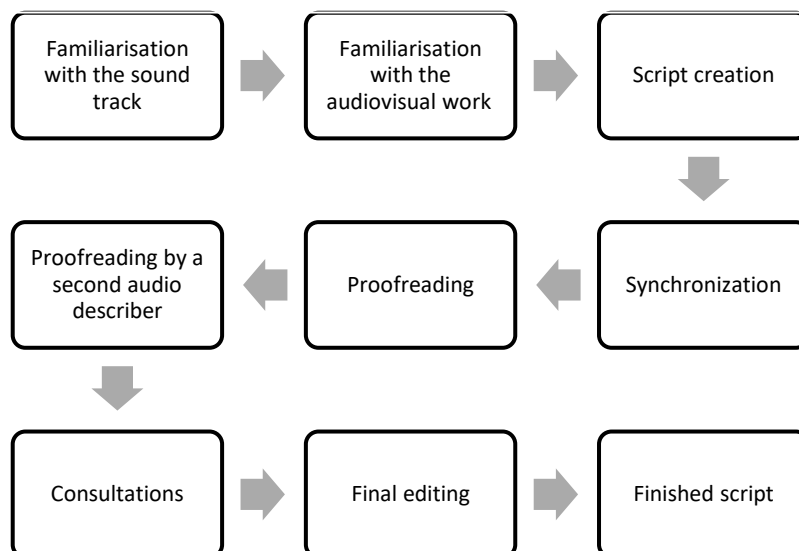 Familiarisation
with the sound
track
Familiarisation
with the
audiovisual work
Script creation
Synchronization
Proofreading
Proofreading by a
second audio
describer
Consultations
Final editing
Finished script